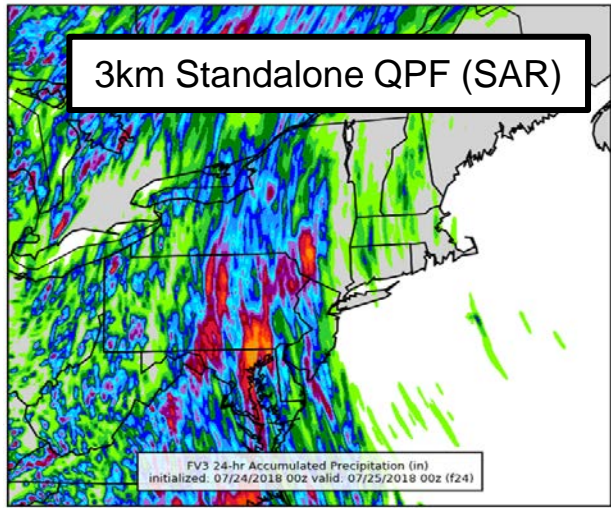 3km Standalone QPF (SAR)
FV3 24-hr Accumulated Precipitation (in)
initialized: 07/24/2018 00z valid: 07/25/2018 00z (f24)